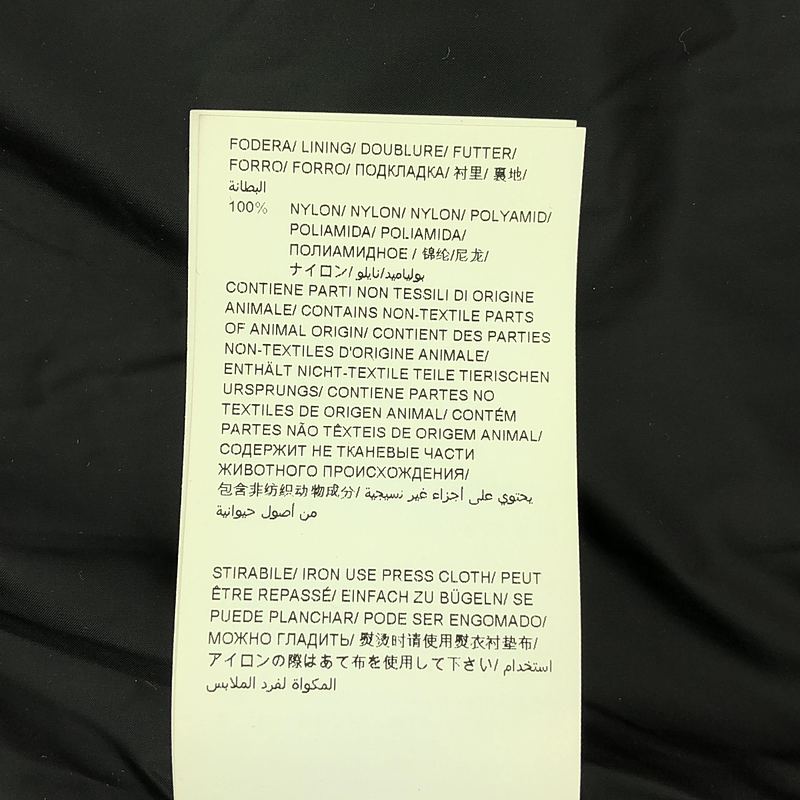 FODERA/ LINING/ DOUBLURE/ FUTTER/
FORRO/ FORRO/ ПОДКЛАДКА/ 衬里/ 裏地/
البطانة
100% NYLON/ NYLON/ NYLON/ POLYAMID/
POLIAMIDA/ POLIAMIDA/
ПОЛИАМИДНОЕ / 锦纶/尼龙/
ナイロン/ بولياميد/نايلو
CONTIENE PARTI NON TESSILI DI ORIGINE
ANIMALE/ CONTAINS NON-TEXTILE PARTS
OF ANIMAL ORIGIN/ CONTIENT DES PARTIES
NON-TEXTILES D'ORIGINE ANIMALE/
ENTHÄLT NICHT-TEXTILE TEILE TIERISCHEN
URSPRUNGS/ CONTIENE PARTES NO
TEXTILES DE ORIGEN ANIMAL/ CONTÉM
PARTES NÃO TÊXTEIS DE ORIGEM ANIMAL/
СОДЕРЖИТ НЕ ТКАНЕВЫЕ ЧАСТИ
ЖИВОТНОГО ПРОИСХОЖДЕНИЯ/
包含非纺织动物成分/ يحتوي على أجزاء غير نسيجية
من أصول حيوانية
STIRABILE/ IRON USE PRESS CLOTH/ PEUT
ÊTRE REPASSÉ/ EINFACH ZU BÜGELN/ SE
PUEDE PLANCHAR/ PODE SER ENGOMADO/
МОЖНО ГЛАДИТЬ/ 熨烫时请使用熨衣衬垫布/
アイロンの際はあて布を使用して下さい/ استخدام
المكواة لفرد الملابس